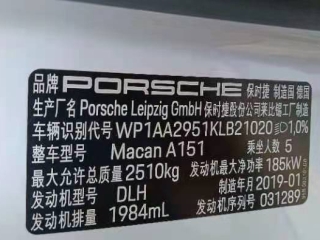 品牌 PORSCHE 保时捷 制造国 德国
生产厂名 Porsche Leipzig GmbH 保时捷股份公司莱比锡工厂制造
车辆识别代号 WP1AA2951KLB21020 1,0%
整车型号 Macan A151 乘坐人数 5
最大允许总质量 2510kg 发动机最大净功率 185kW
发动机型号 DLH 制造年月 2019-01
发动机排量 1984mL 发动机序列号 031289